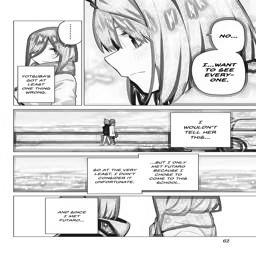 NO...
I...WANT
TO SEE
EVERY-
ONE.
YOTSUBA'S
GOT AT
LEAST
ONE THING
WRONG.
I
WOULDN'T
TELL HER
THIS...
...BUT I ONLY
MET FUTARO
BECAUSE I
CHOSE TO
COME TO THIS
SCHOOL.
SO AT THE VERY
LEAST, I DON'T
CONSIDER IT
UNFORTUNATE.
AND SINCE
I MET
FUTARO...
62